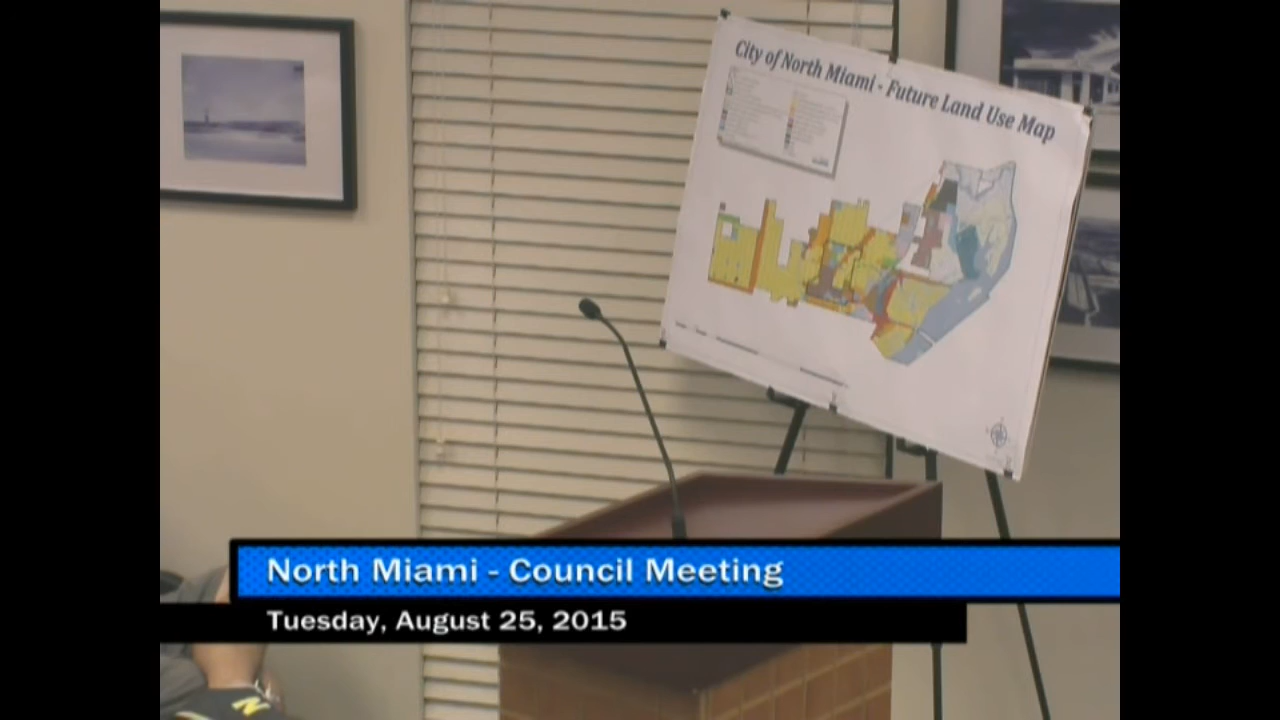 City of North Miami - Future Land Use Map
North Miami - Council Meeting
Tuesday, August 25, 2015
N